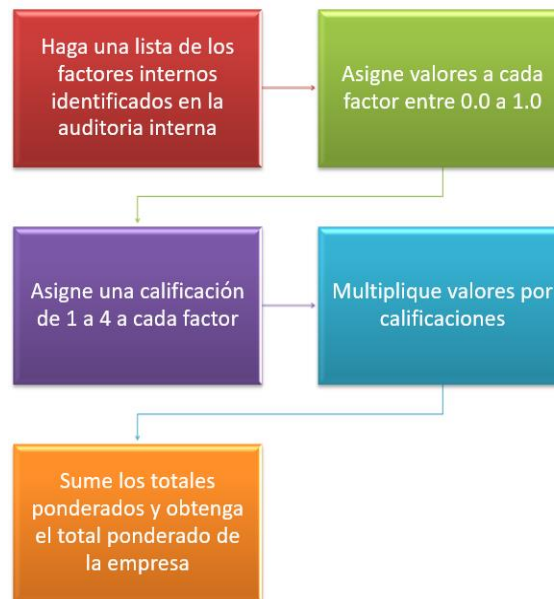 Haga una lista de los
factores internos
identificados en la
auditoria interna
Asigne valores a cada
factor entre 0.0 a 1.0
Asigne una calificación
de 1 a 4 a cada factor
Multiplique valores por
calificaciones
Sume los totales
ponderados y obtenga
el total ponderado de
la empresa